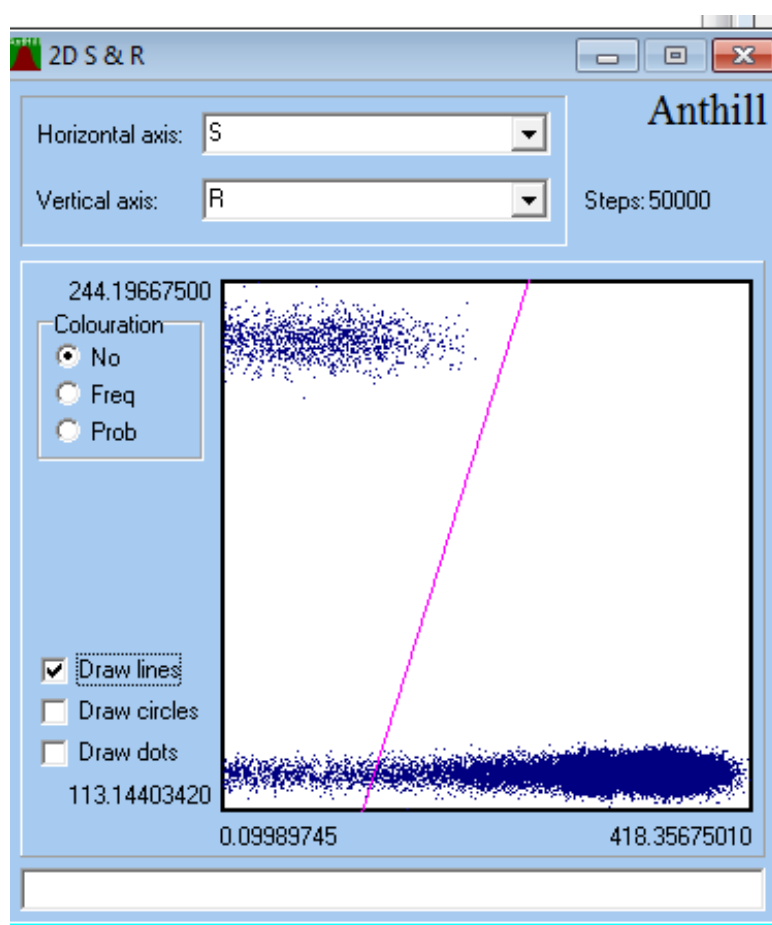 2D S & R
Anthill
Horizontal axis: S
Vertical axis: R
Steps: 50000
244.19667500
Colouration
No
Freq
Prob
Draw lines
Draw circles
Draw dots
113.14403420
0.09989745 418.35675010